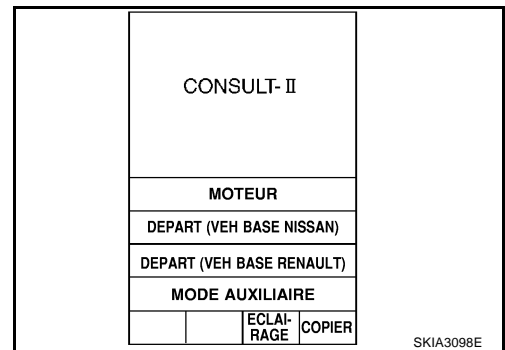 CONSULT-II
MOTEUR
DEPART (VEH BASE NISSAN)
DEPART (VEH BASE RENAULT)
MODE AUXILIAIRE
ECLAI-
RAGE
COPIER
SKIA3098E